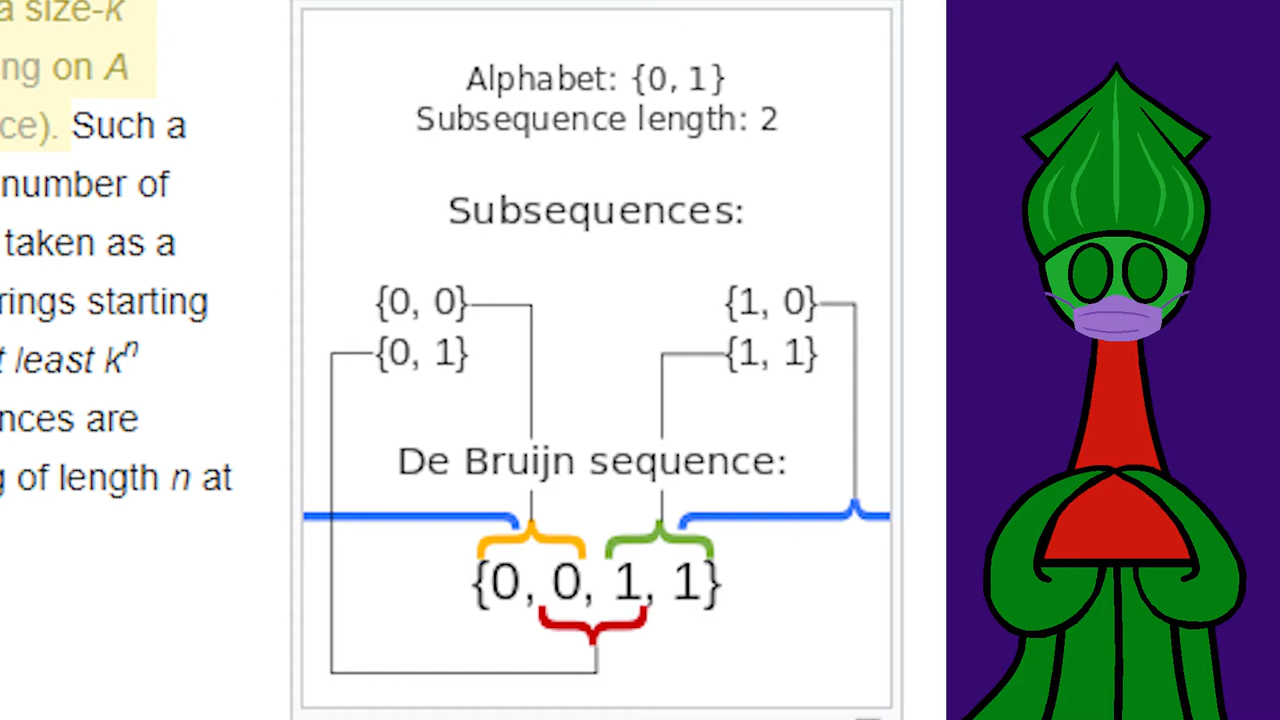 a size-k
ng on A
ce). Such a
number of
taken as a
rings starting
t least kⁿ
nces are
g of length n at
Alphabet: {0, 1}
Subsequence length: 2
Subsequences:
{0, 0} {1, 0}
{0, 1} {1, 1}
De Bruijn sequence:
{0, 0, 1, 1}